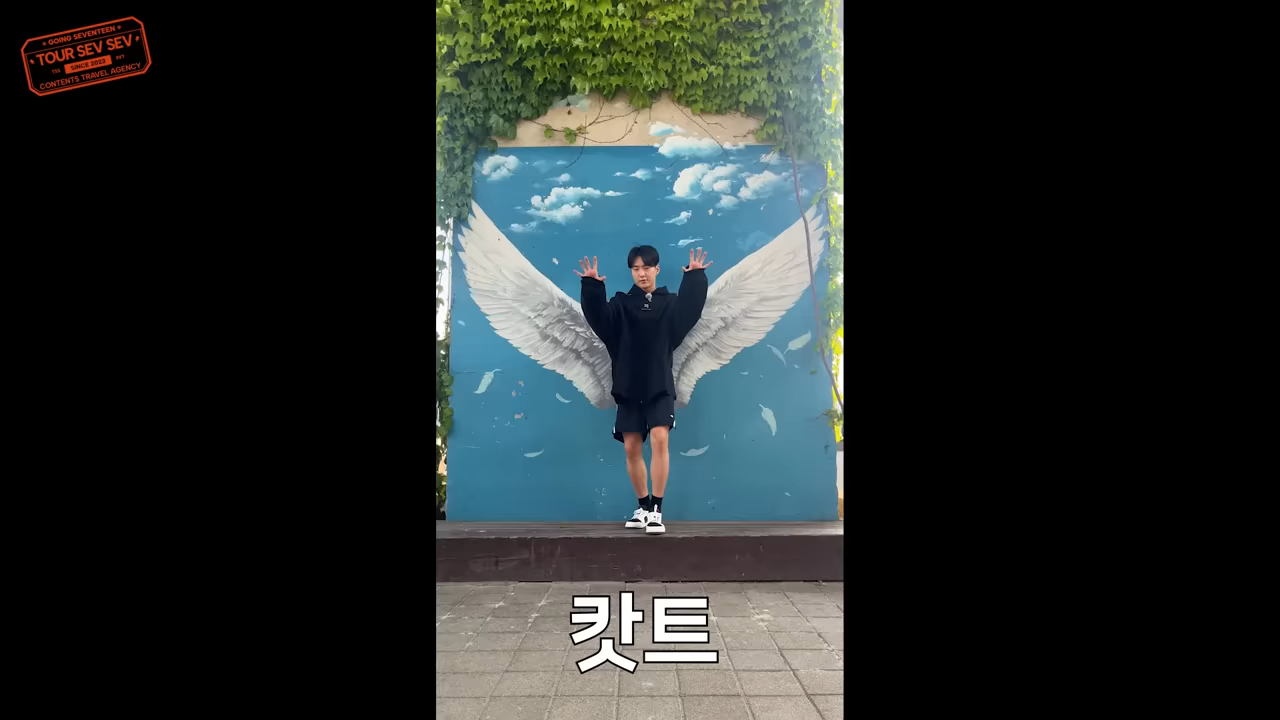 GOING SEVENTEEN
TOUR SEV SEV
SINCE 2023
CONTENTS TRAVEL AGENCY
캇트